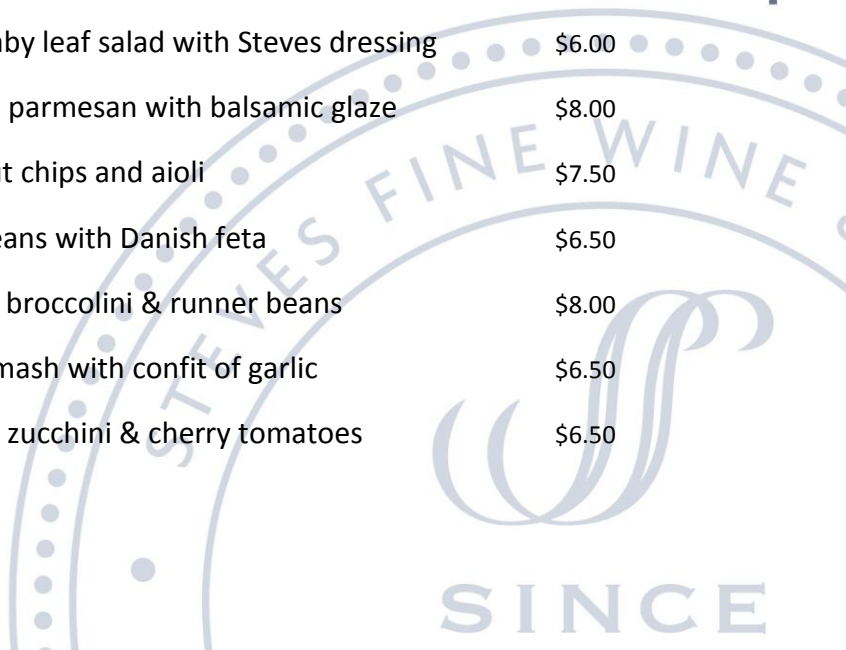 aby leaf salad with Steves dressing $6.00
parmesan with balsamic glaze $8.00
ut chips and aioli $7.50
eans with Danish feta $6.50
broccolini & runner beans $8.00
mash with confit of garlic $6.50
zucchini & cherry tomatoes $6.50
STEVES FINE WINE
SINCE